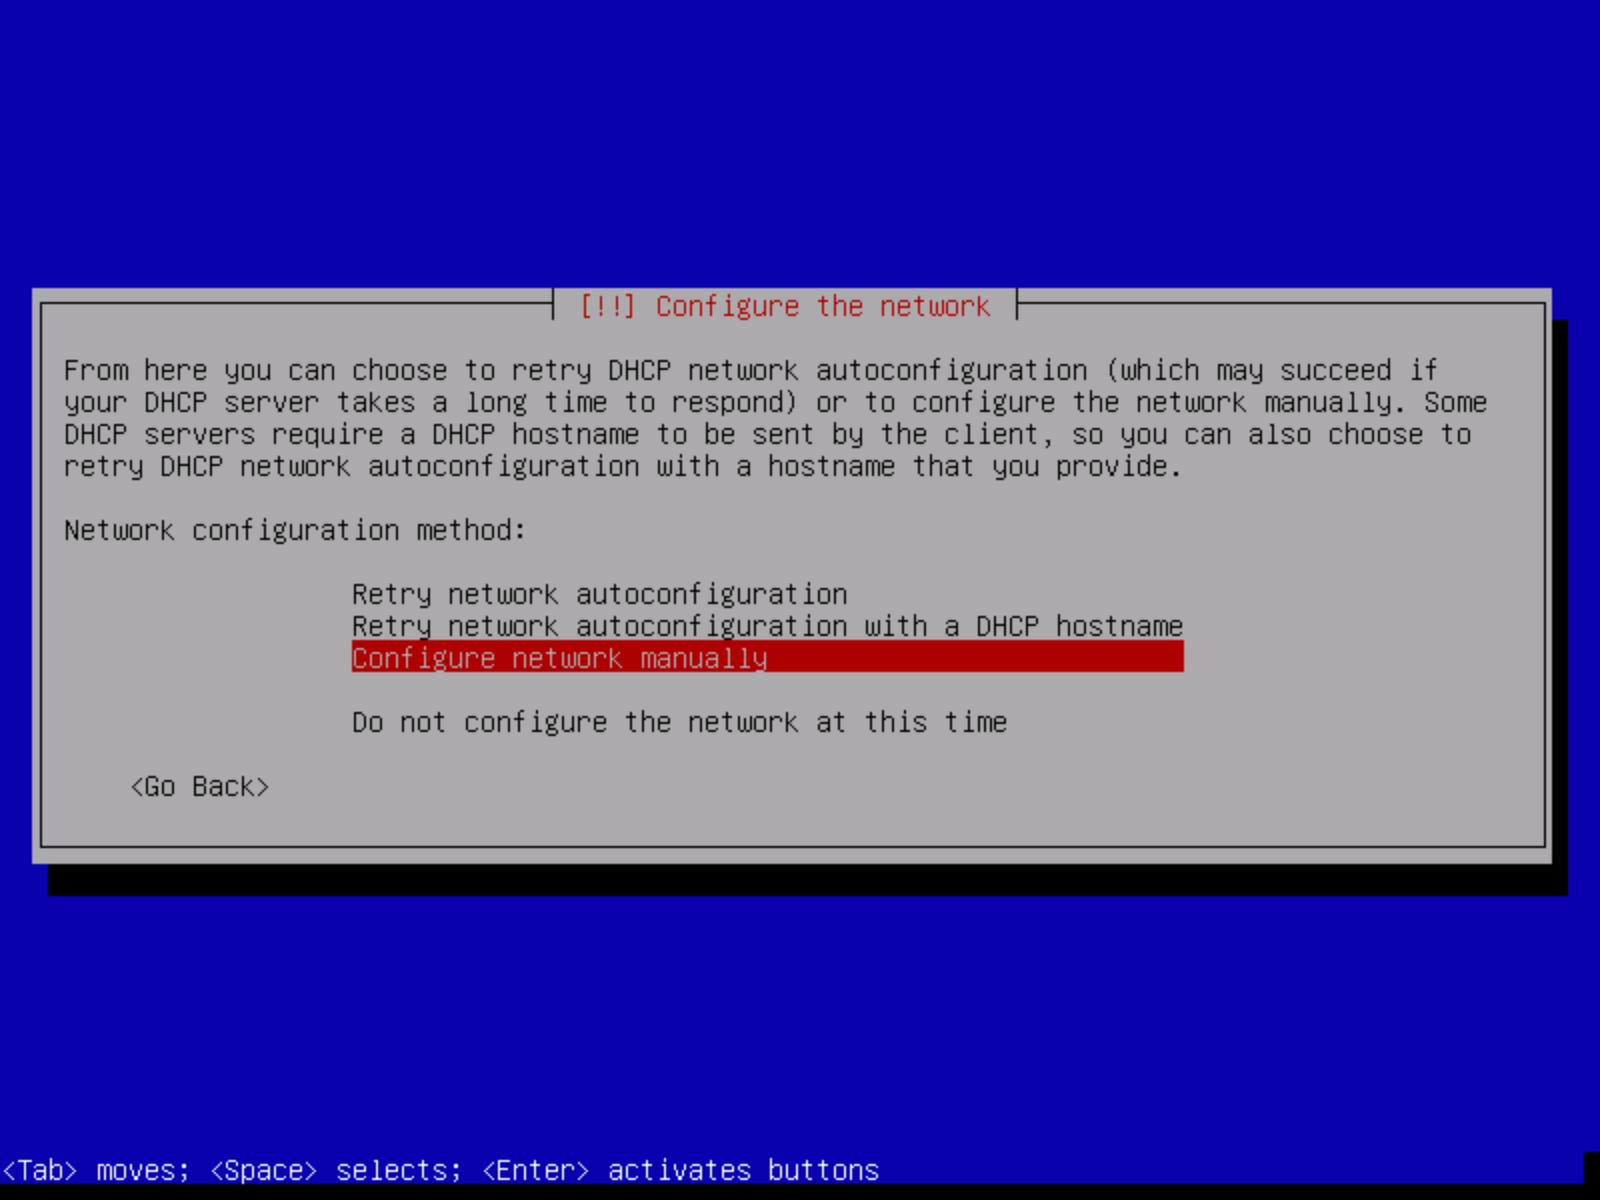 [!!] Configure the network
From here you can choose to retry DHCP network autoconfiguration (which may succeed if
your DHCP server takes a long time to respond) or to configure the network manually. Some
DHCP servers require a DHCP hostname to be sent by the client, so you can also choose to
retry DHCP network autoconfiguration with a hostname that you provide.
Network configuration method:
Retry network autoconfiguration
Retry network autoconfiguration with a DHCP hostname
Configure network manually
Do not configure the network at this time
<Go Back>
<Tab> moves; <Space> selects; <Enter> activates buttons